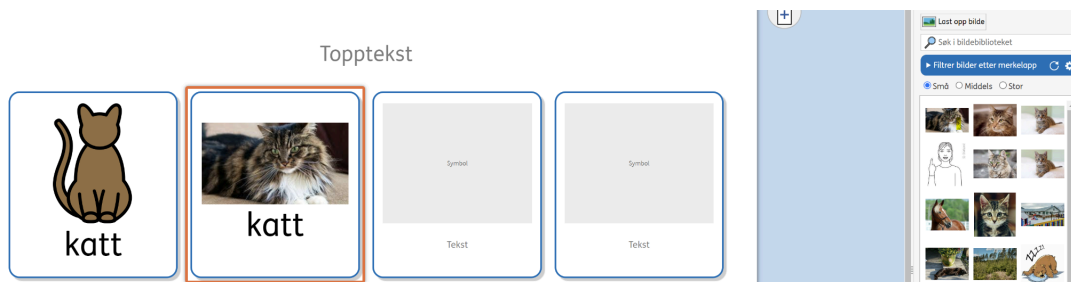 Topptekst
katt
katt
Symbol
Tekst
Symbol
Tekst
Last opp bilde
Søk i bildebiblioteket
Filtrer bilder etter merkelapp
Små Middels Stor